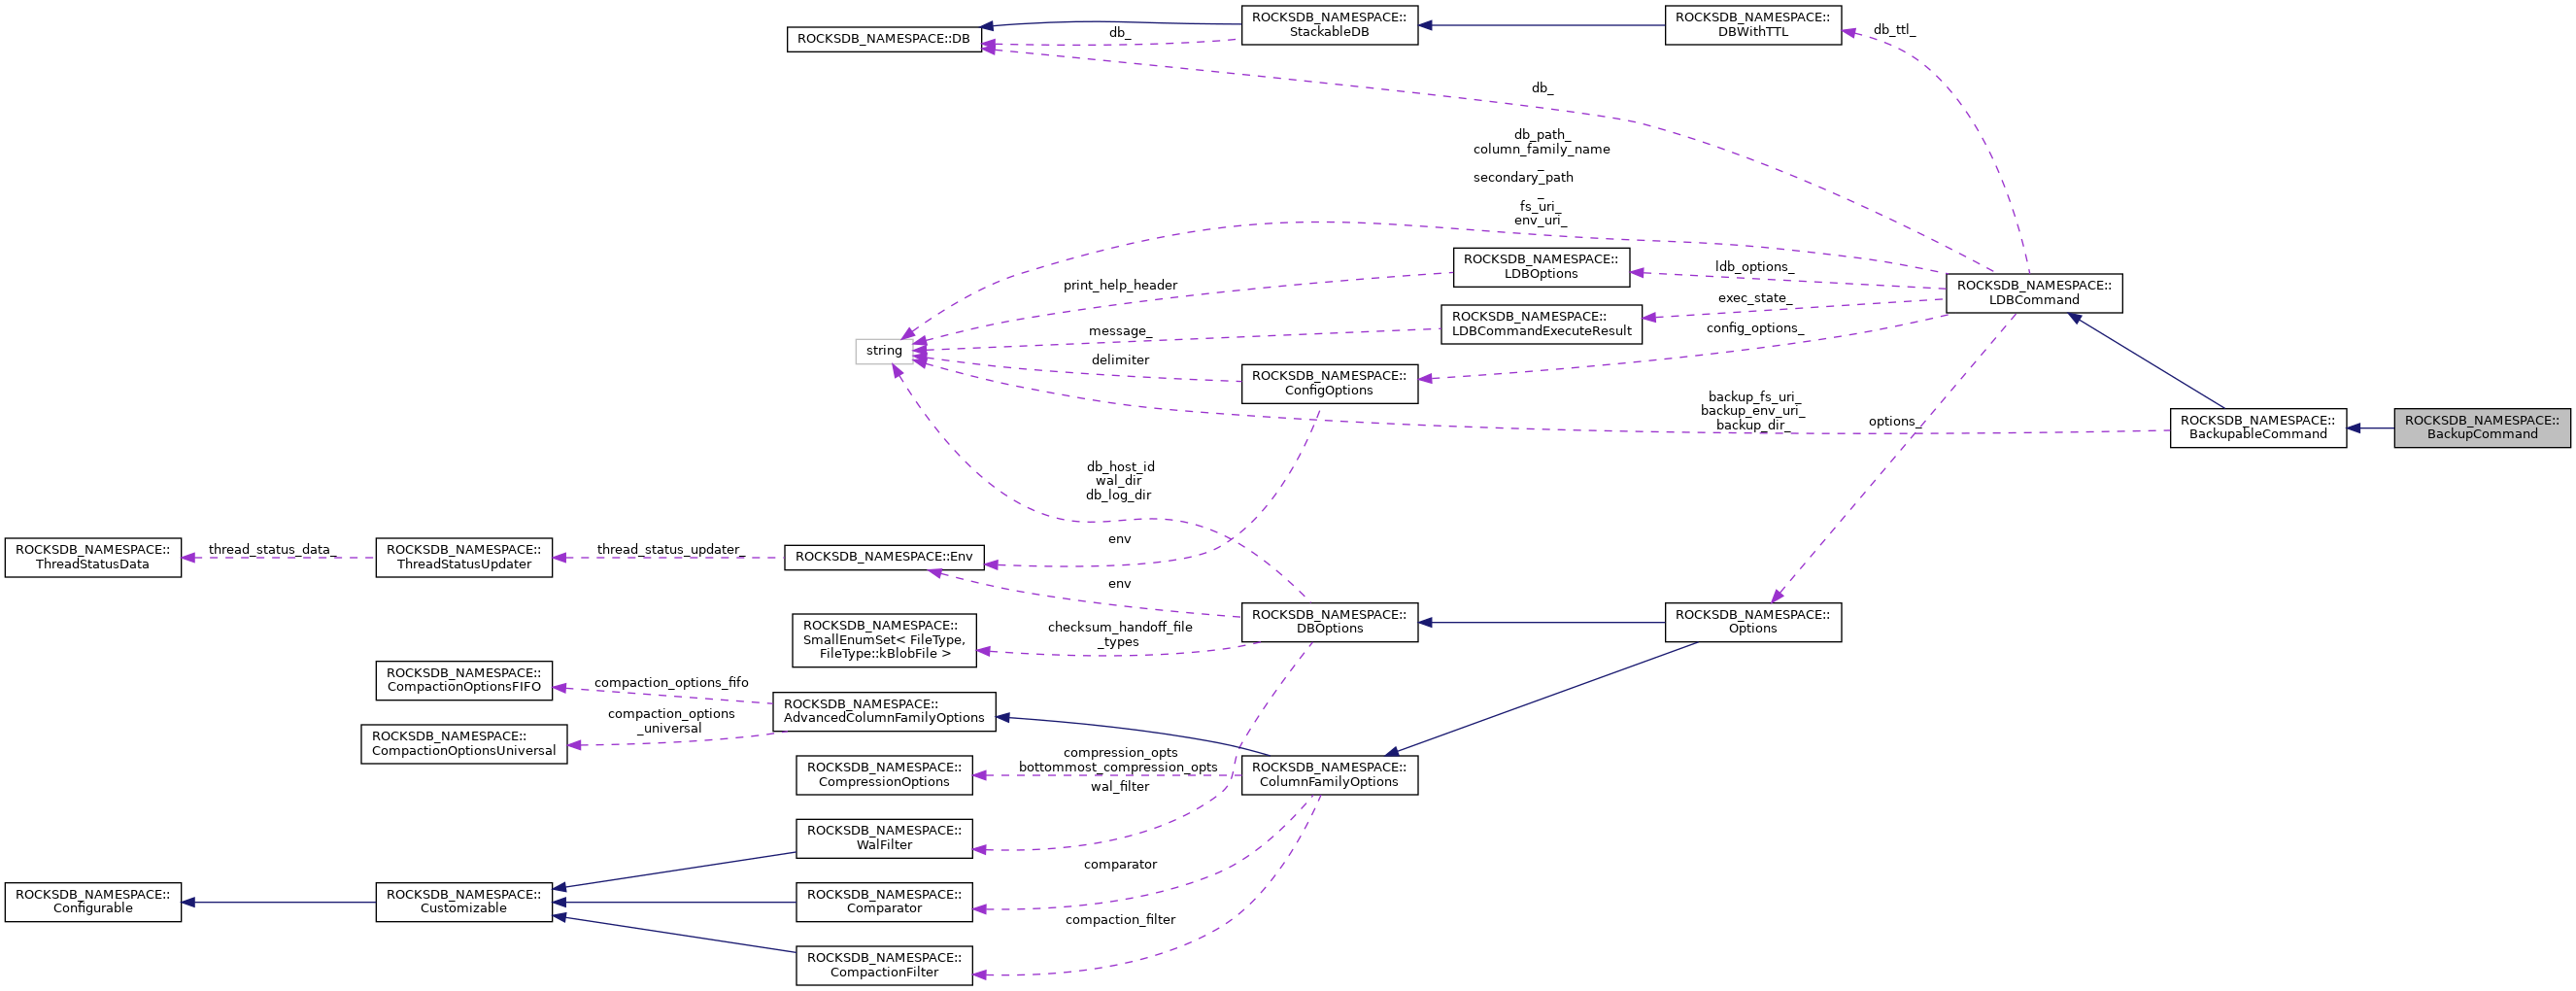 ROCKSDB_NAMESPACE::
StackableDB
ROCKSDB_NAMESPACE::
DBWithTTL
ROCKSDB_NAMESPACE::DB
db_
db_ttl_
db_
db_path_
column_family_name
_
secondary_path
_
fs_uri_
env_uri_
ROCKSDB_NAMESPACE::
LDBOptions
ldb_options_
print_help_header
ROCKSDB_NAMESPACE::
LDBCommand
exec_state_
ROCKSDB_NAMESPACE::
LDBCommandExecuteResult
message_
config_options_
string
delimiter
ROCKSDB_NAMESPACE::
ConfigOptions
backup_fs_uri_
backup_env_uri_
backup_dir_
options_
ROCKSDB_NAMESPACE::
BackupableCommand
ROCKSDB_NAMESPACE::
BackupCommand
db_host_id
wal_dir
db_log_dir
env
ROCKSDB_NAMESPACE::
ThreadStatusData
thread_status_data_
ROCKSDB_NAMESPACE::
ThreadStatusUpdater
thread_status_updater_
ROCKSDB_NAMESPACE::Env
env
ROCKSDB_NAMESPACE::
SmallEnumSet< FileType,
FileType::kBlobFile >
checksum_handoff_file
_types
ROCKSDB_NAMESPACE::
DBOptions
ROCKSDB_NAMESPACE::
Options
ROCKSDB_NAMESPACE::
CompactionOptionsFIFO
compaction_options_fifo
ROCKSDB_NAMESPACE::
AdvancedColumnFamilyOptions
compaction_options
_universal
ROCKSDB_NAMESPACE::
CompactionOptionsUniversal
compression_opts
bottommost_compression_opts
ROCKSDB_NAMESPACE::
CompressionOptions
ROCKSDB_NAMESPACE::
ColumnFamilyOptions
wal_filter
ROCKSDB_NAMESPACE::
WalFilter
comparator
ROCKSDB_NAMESPACE::
Configurable
ROCKSDB_NAMESPACE::
Customizable
ROCKSDB_NAMESPACE::
Comparator
compaction_filter
ROCKSDB_NAMESPACE::
CompactionFilter